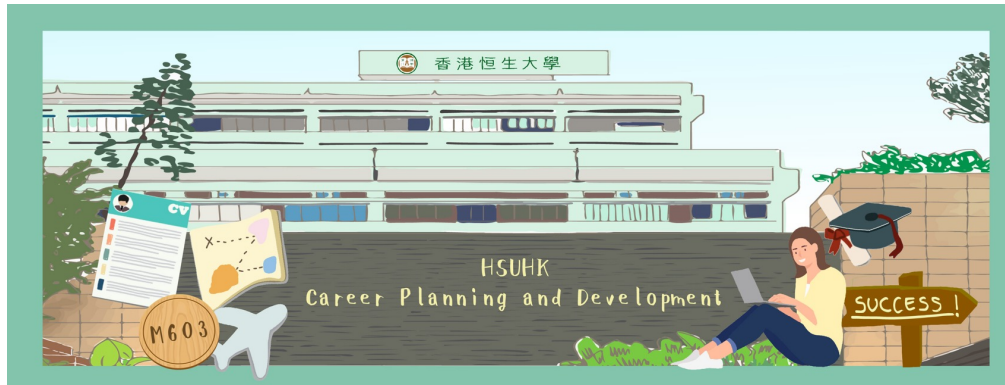 香港恒生大學
CV
HSUHK
Career Planning and Development
M603
SUCCESS!